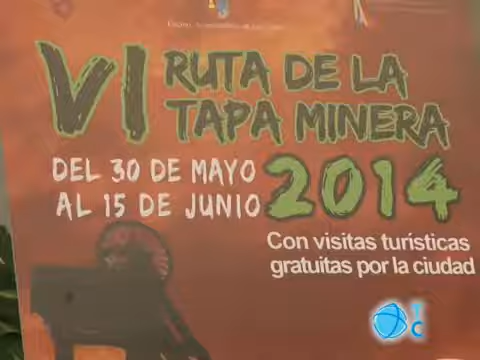 VI RUTA DE LA
TAPA MINERA
DEL 30 DE MAYO
AL 15 DE JUNIO
2014
Con visitas turísticas
gratuitas por la ciudad
T
C